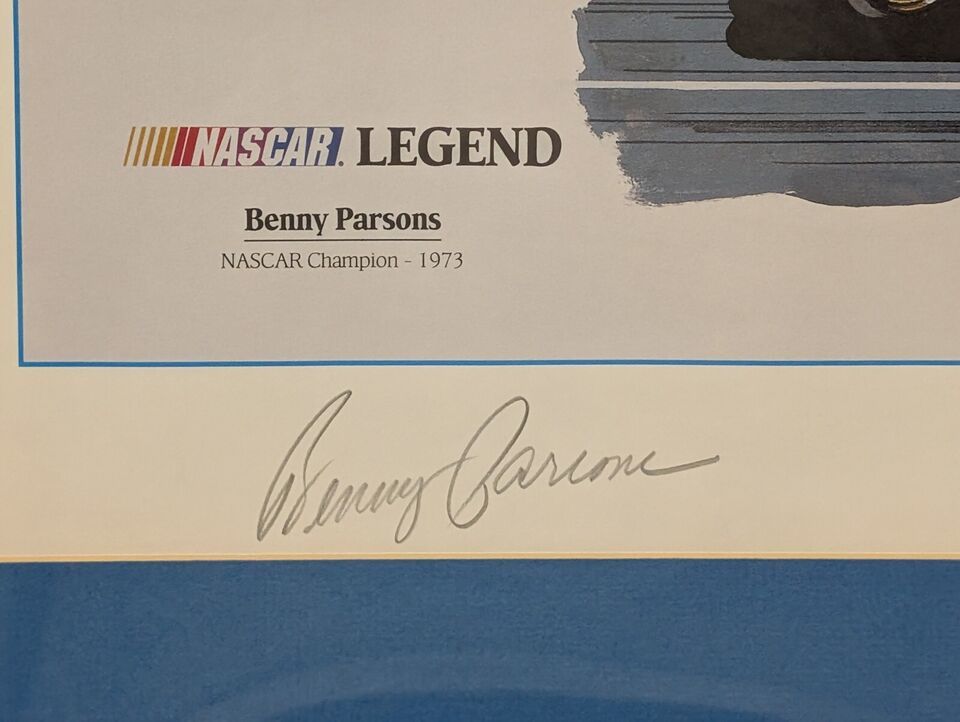 NASCAR. LEGEND
Benny Parsons
NASCAR Champion - 1973
Benny Parsons